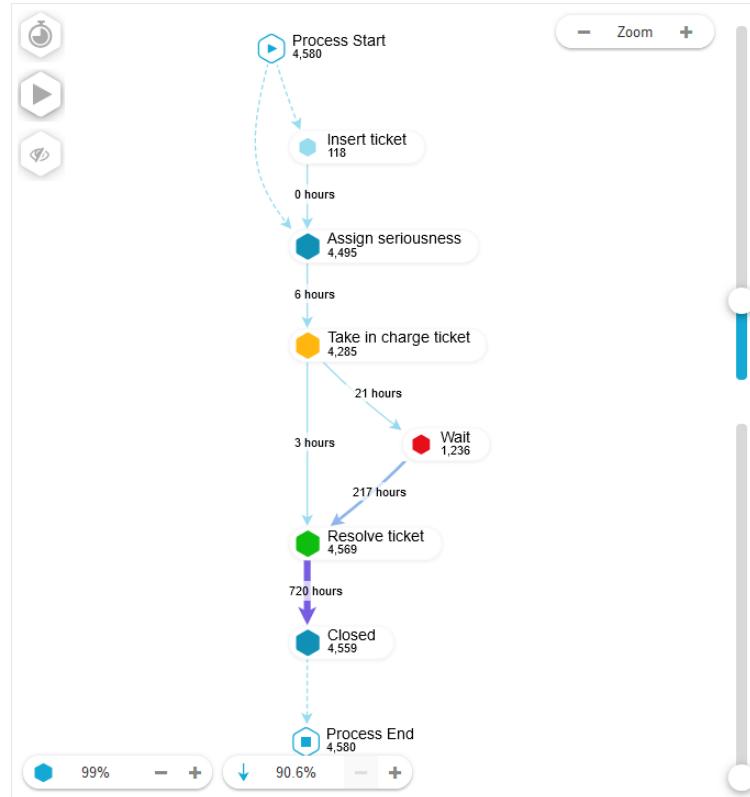 Process Start
4,580
Zoom
Insert ticket
118
0 hours
Assign seriousness
4,495
6 hours
Take in charge ticket
4,285
21 hours
3 hours
Wait
1,236
217 hours
Resolve ticket
4,569
720 hours
Closed
4,559
Process End
4,580
99%
90.6%